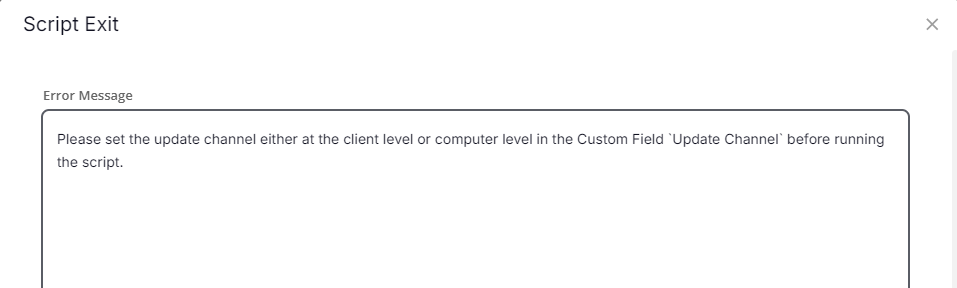 Script Exit
Error Message
Please set the update channel either at the client level or computer level in the Custom Field `Update Channel` before running
the script.